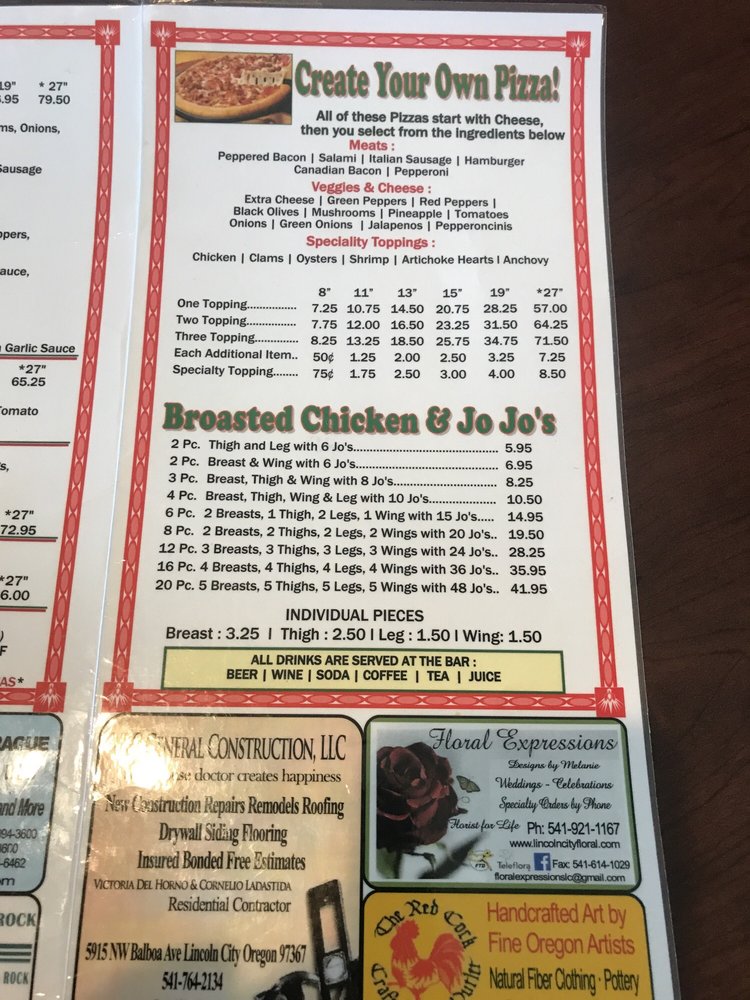 19" * 27"
.95 79.50
ms, Onions,
Sausage
ppers,
auce,
Garlic Sauce
*27"
65.25
Tomato
s,
*27"
72.95
*27"
6.00
)
F
AS*
Create Your Own Pizza!
All of these Pizzas start with Cheese,
then you select from the ingredients below
Meats :
Peppered Bacon | Salami | Italian Sausage | Hamburger
Canadian Bacon | Pepperoni
Veggies & Cheese :
Extra Cheese | Green Peppers | Red Peppers |
Black Olives | Mushrooms | Pineapple | Tomatoes
Onions | Green Onions | Jalapenos | Pepperoncinis
Speciality Toppings :
Chicken | Clams | Oysters | Shrimp | Artichoke Hearts | Anchovy
8" 11" 13" 15" 19" *27"
One Topping............... 7.25 10.75 14.50 20.75 28.25 57.00
Two Topping............... 7.75 12.00 16.50 23.25 31.50 64.25
Three Topping............. 8.25 13.25 18.50 25.75 34.75 71.50
Each Additional Item.. 50¢ 1.25 2.00 2.50 3.25 7.25
Specialty Topping........ 75¢ 1.75 2.50 3.00 4.00 8.50
Broasted Chicken & Jo Jo's
2 Pc. Thigh and Leg with 6 Jo's.......................................... 5.95
2 Pc. Breast & Wing with 6 Jo's......................................... 6.95
3 Pc. Breast, Thigh & Wing with 8 Jo's.............................. 8.25
4 Pc. Breast, Thigh, Wing & Leg with 10 Jo's.................... 10.50
6 Pc. 2 Breasts, 1 Thigh, 2 Legs, 1 Wing with 15 Jo's..... 14.95
8 Pc. 2 Breasts, 2 Thighs, 2 Legs, 2 Wings with 20 Jo's.. 19.50
12 Pc. 3 Breasts, 3 Thighs, 3 Legs, 3 Wings with 24 Jo's.. 28.25
16 Pc. 4 Breasts, 4 Thighs, 4 Legs, 4 Wings with 36 Jo's.. 35.95
20 Pc. 5 Breasts, 5 Thighs, 5 Legs, 5 Wings with 48 Jo's.. 41.95
INDIVIDUAL PIECES
Breast : 3.25 | Thigh : 2.50 | Leg : 1.50 | Wing: 1.50
ALL DRINKS ARE SERVED AT THE BAR :
BEER | WINE | SODA | COFFEE | TEA | JUICE
RAGUE
and More
994-3600
3600
-6462
om
ROCK
ROCK
GENERAL CONSTRUCTION, LLC
doctor creates happiness
New Construction Repairs Remodels Roofing
Drywall Siding Flooring
Insured Bonded Free Estimates
VICTORIA DEL HORNO & CORNELIO LADASTIDA
Residential Contractor
5915 NW Balboa Ave Lincoln City Oregon 97367
541-764-2134
Floral Expressions
Designs by Melanie
Weddings - Celebrations
Specialty Orders by Phone
Florist for Life Ph: 541-921-1167
www.lincolncityfloral.com
FTD Teleflora f Fax: 541-614-1029
floralexpressionslc@gmail.com
The Red Cock
Craft
Handcrafted Art by
Fine Oregon Artists
Natural Fiber Clothing · Pottery